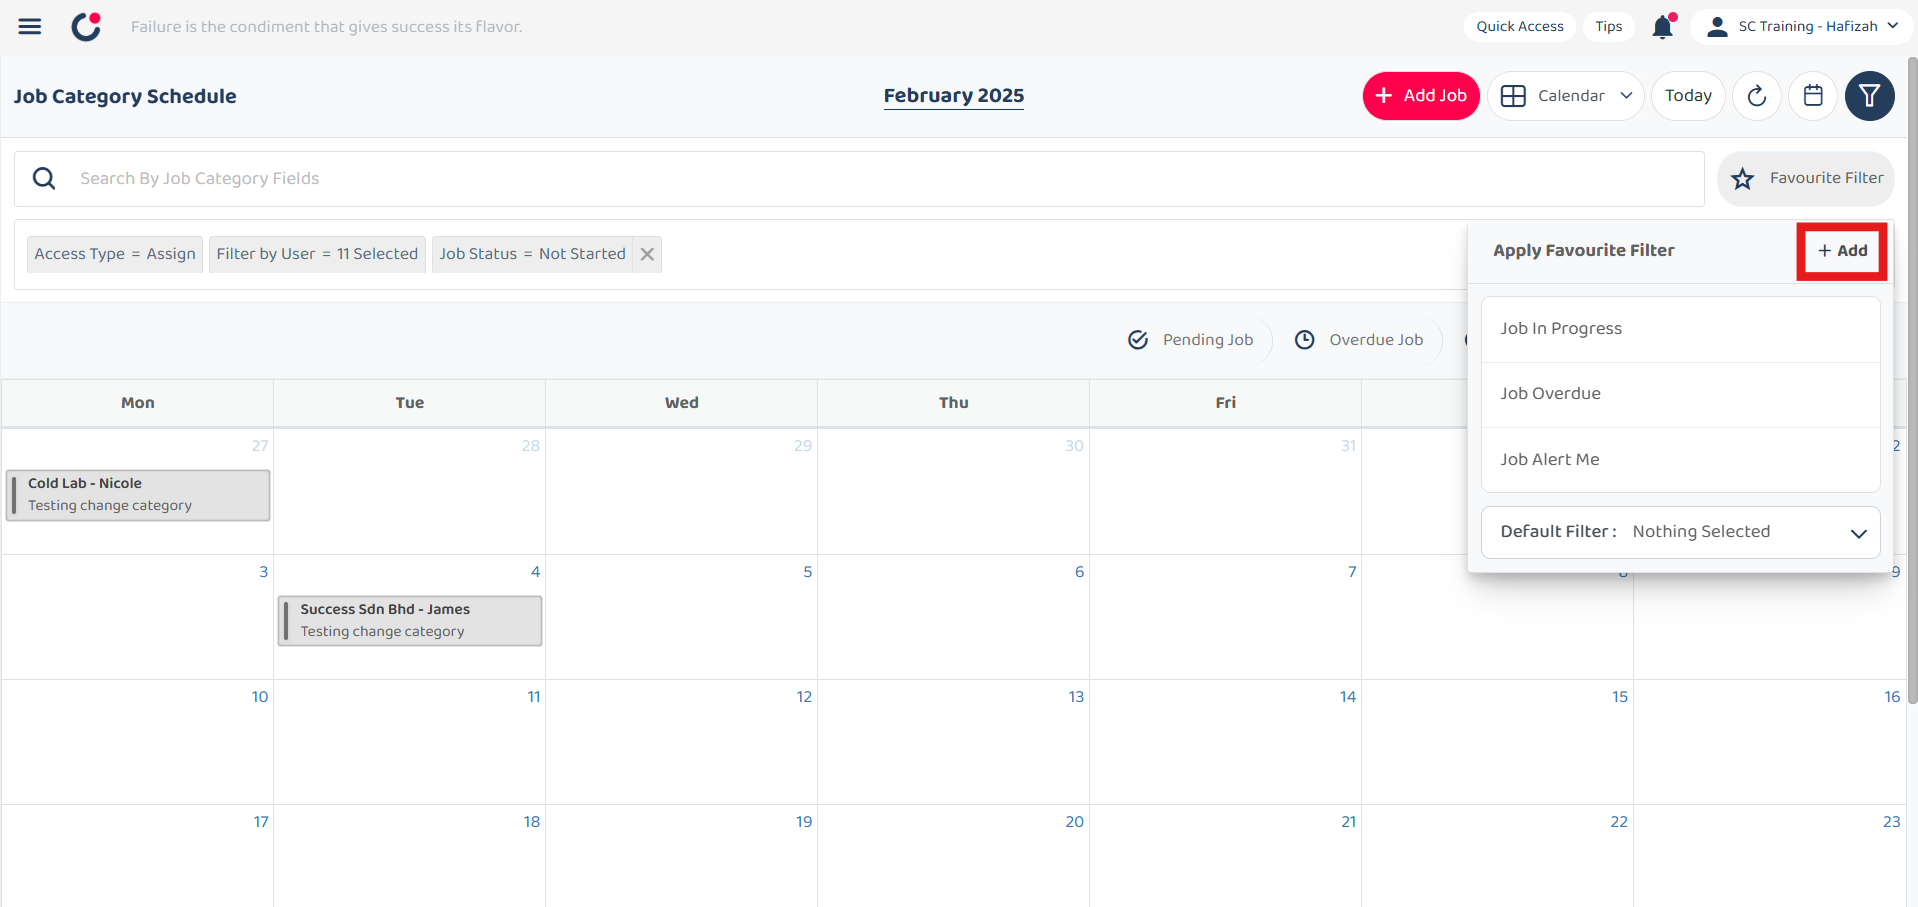 Failure is the condiment that gives success its flavor.
Quick Access
Tips
SC Training - Hafizah
Job Category Schedule
February 2025
+ Add Job
Calendar
Today
Search By Job Category Fields
Favourite Filter
Access Type = Assign
Filter by User = 11 Selected
Job Status = Not Started
Apply Favourite Filter
+ Add
Job In Progress
Job Overdue
Job Alert Me
Default Filter : Nothing Selected
Pending Job
Overdue Job
Mon Tue Wed Thu Fri
27 28 29 30 31 2
Cold Lab - Nicole
Testing change category
3 4 5 6 7 8 9
Success Sdn Bhd - James
Testing change category
10 11 12 13 14 15 16
17 18 19 20 21 22 23